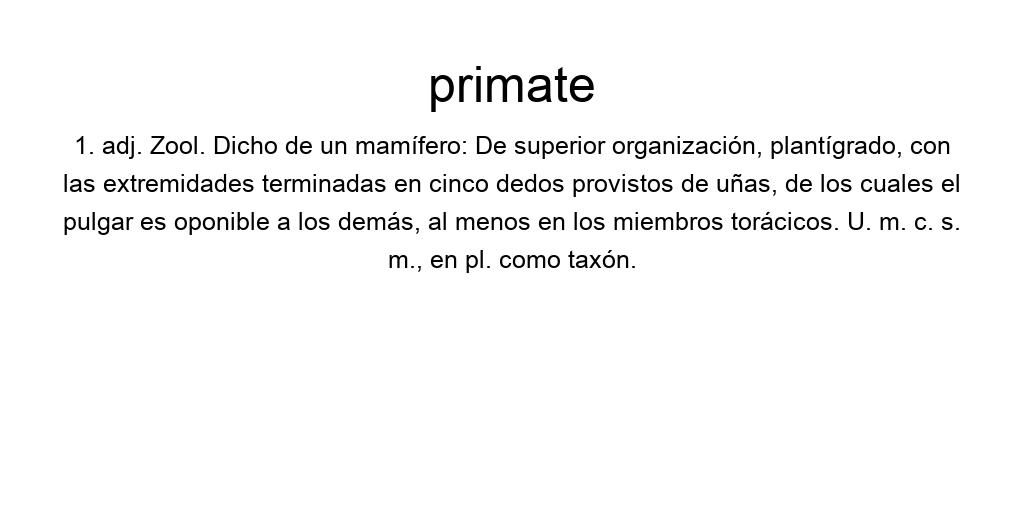 primate
1. adj. Zool. Dicho de un mamífero: De superior organización, plantígrado, con
las extremidades terminadas en cinco dedos provistos de uñas, de los cuales el
pulgar es oponible a los demás, al menos en los miembros torácicos. U. m. c. s.
m., en pl. como taxón.